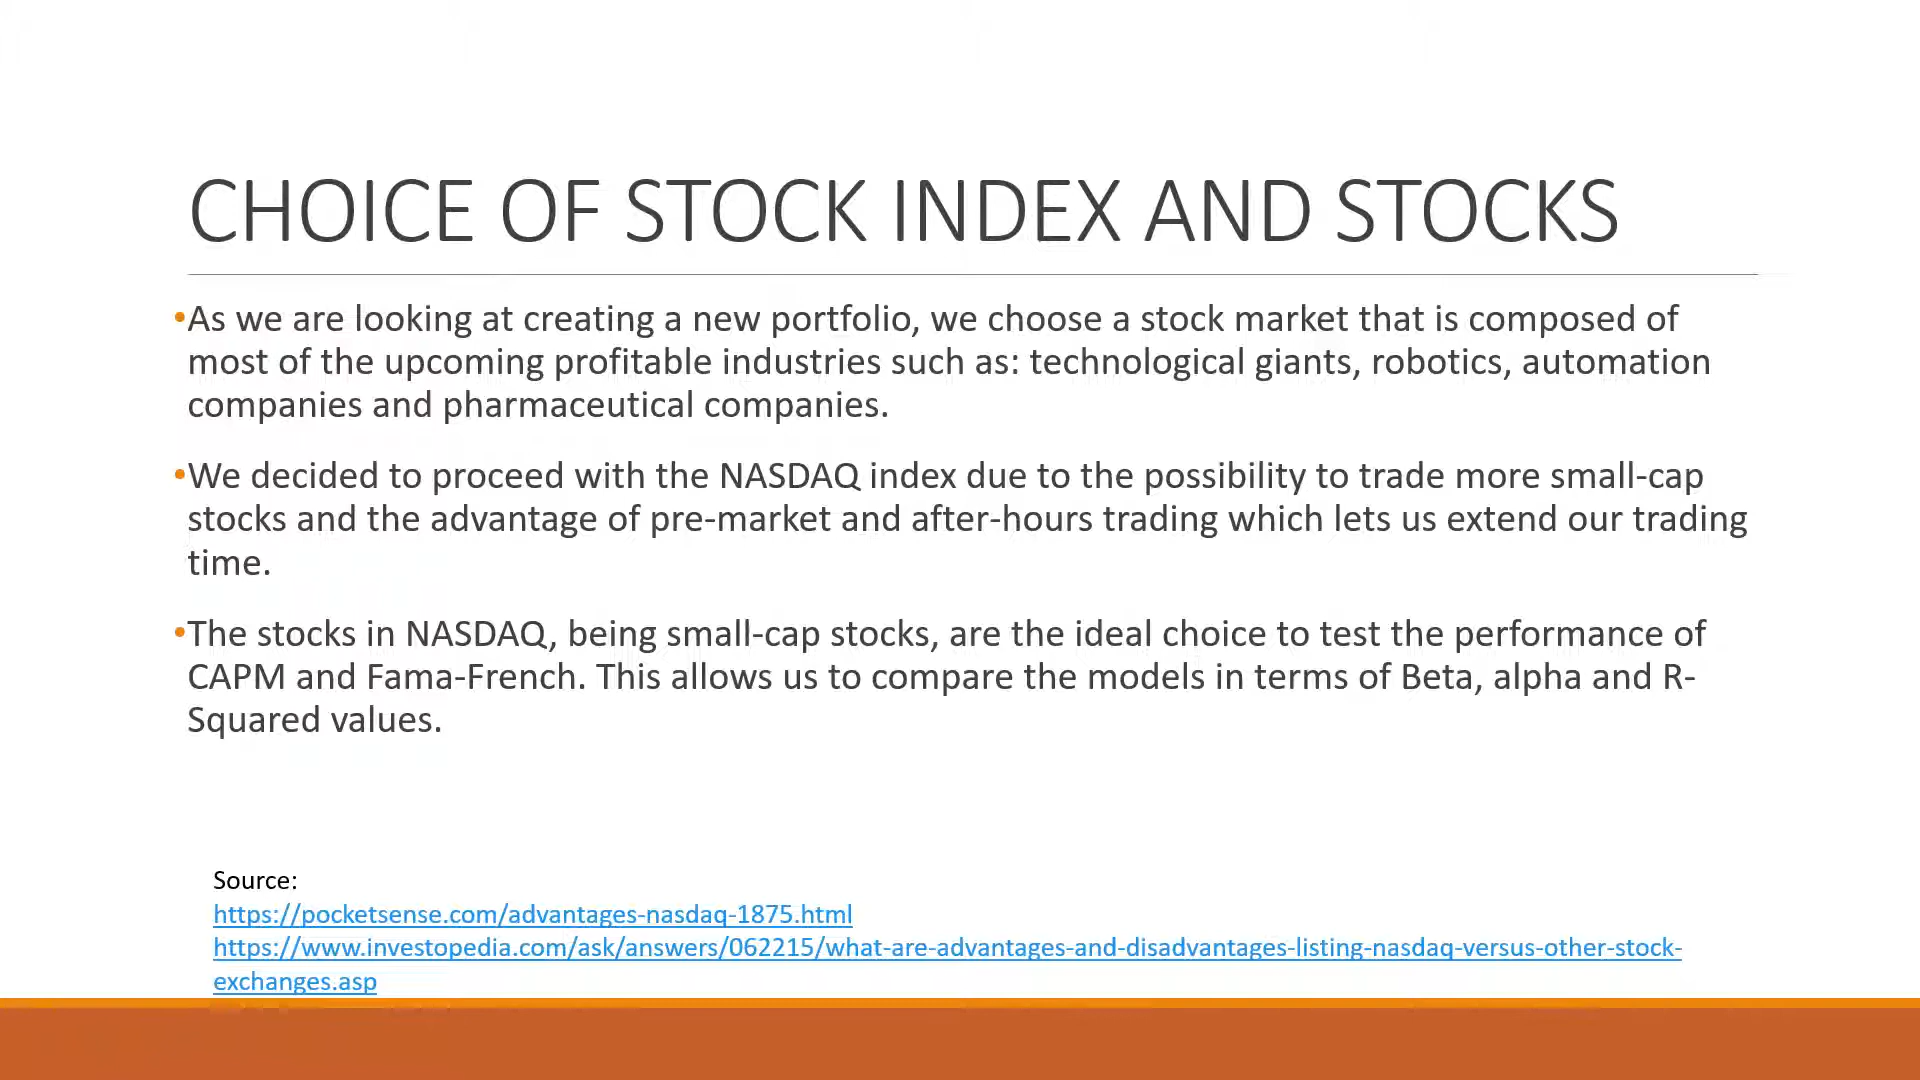 CHOICE OF STOCK INDEX AND STOCKS
•As we are looking at creating a new portfolio, we choose a stock market that is composed of
most of the upcoming profitable industries such as: technological giants, robotics, automation
companies and pharmaceutical companies.
•We decided to proceed with the NASDAQ index due to the possibility to trade more small-cap
stocks and the advantage of pre-market and after-hours trading which lets us extend our trading
time.
•The stocks in NASDAQ, being small-cap stocks, are the ideal choice to test the performance of
CAPM and Fama-French. This allows us to compare the models in terms of Beta, alpha and R-
Squared values.
Source:
https://pocketsense.com/advantages-nasdaq-1875.html
https://www.investopedia.com/ask/answers/062215/what-are-advantages-and-disadvantages-listing-nasdaq-versus-other-stock-
exchanges.asp